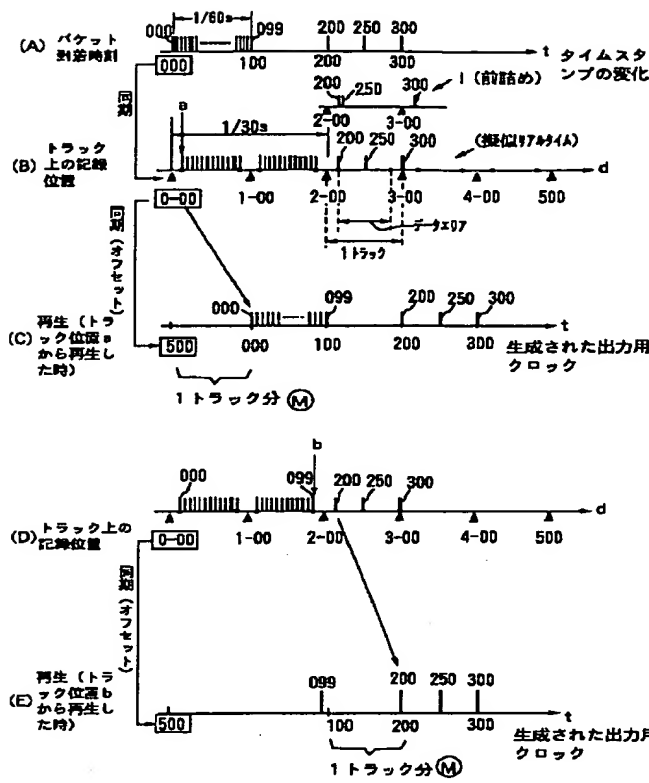 1/60s
000 099 200 250 300
(A) パケット
到着時刻
t
000 100 200 300
タイムスタ
ンプの変化
200 250 300 I (前詰め)
2-00 3-00
同期
a
1/30s
200 250 300
(擬似リアルタイム)
(B) トラック
上の記録
位置
d
0-00 1-00 2-00 3-00 4-00 500
データエリア
1トラック
同期 (オフセット)
000 099 200 250 300
(C) 再生 (トラ
ック位置a
から再生し
た時)
t
500 000 100 200 300
生成された出力用
クロック
1トラック分 M
b
000 099 200 250 300
d
(D) トラック上の
記録位置
0-00 1-00 2-00 3-00 4-00 500
同期 (オフセット)
099 200 250 300
(E) 再生 (トラ
ック位置b
から再生し
た時)
t
500 100 200 300
生成された出力用
クロック
1トラック分 M